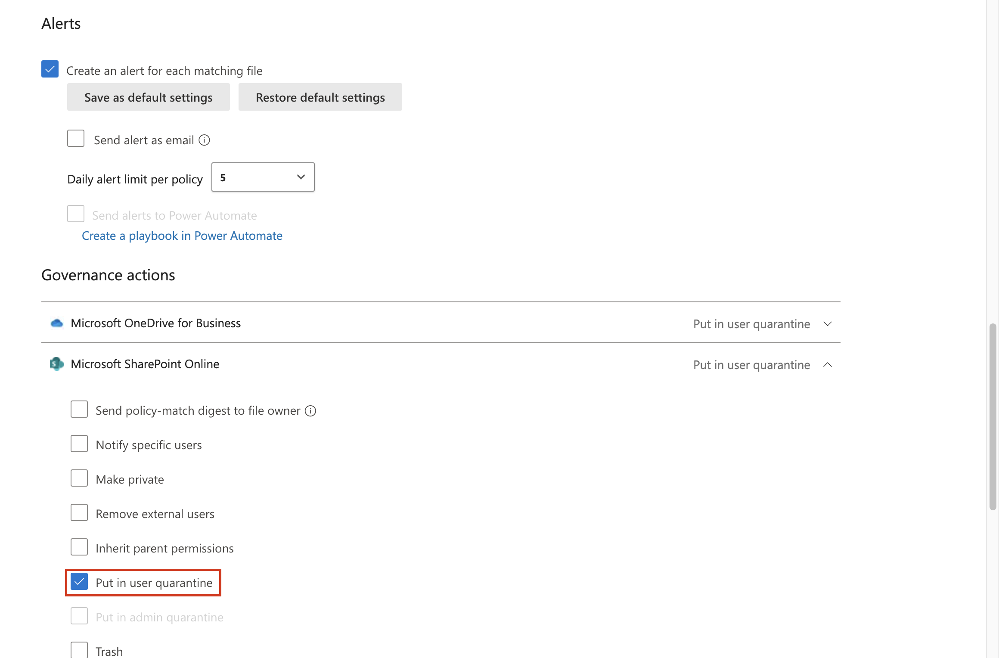 Alerts
Create an alert for each matching file
Save as default settings
Restore default settings
Send alert as email
Daily alert limit per policy 5
Send alerts to Power Automate
Create a playbook in Power Automate
Governance actions
Microsoft OneDrive for Business Put in user quarantine
Microsoft SharePoint Online Put in user quarantine
Send policy-match digest to file owner
Notify specific users
Make private
Remove external users
Inherit parent permissions
Put in user quarantine
Put in admin quarantine
Trash